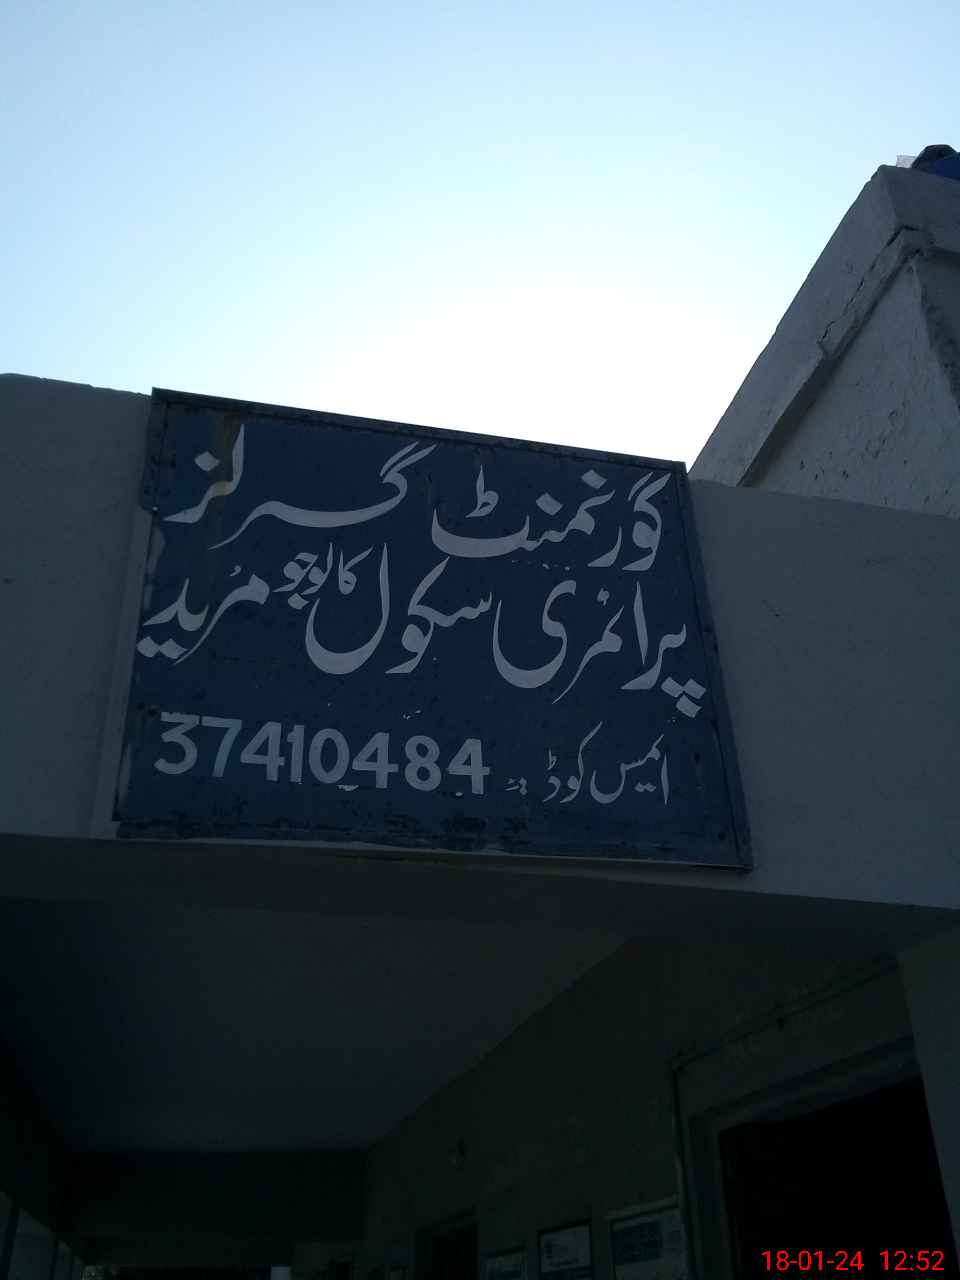 گورنمنٹ گرلز
پرائمری سکول کالوجو مرید
ایمس کوڈ 37410484
18-01-24 12:52